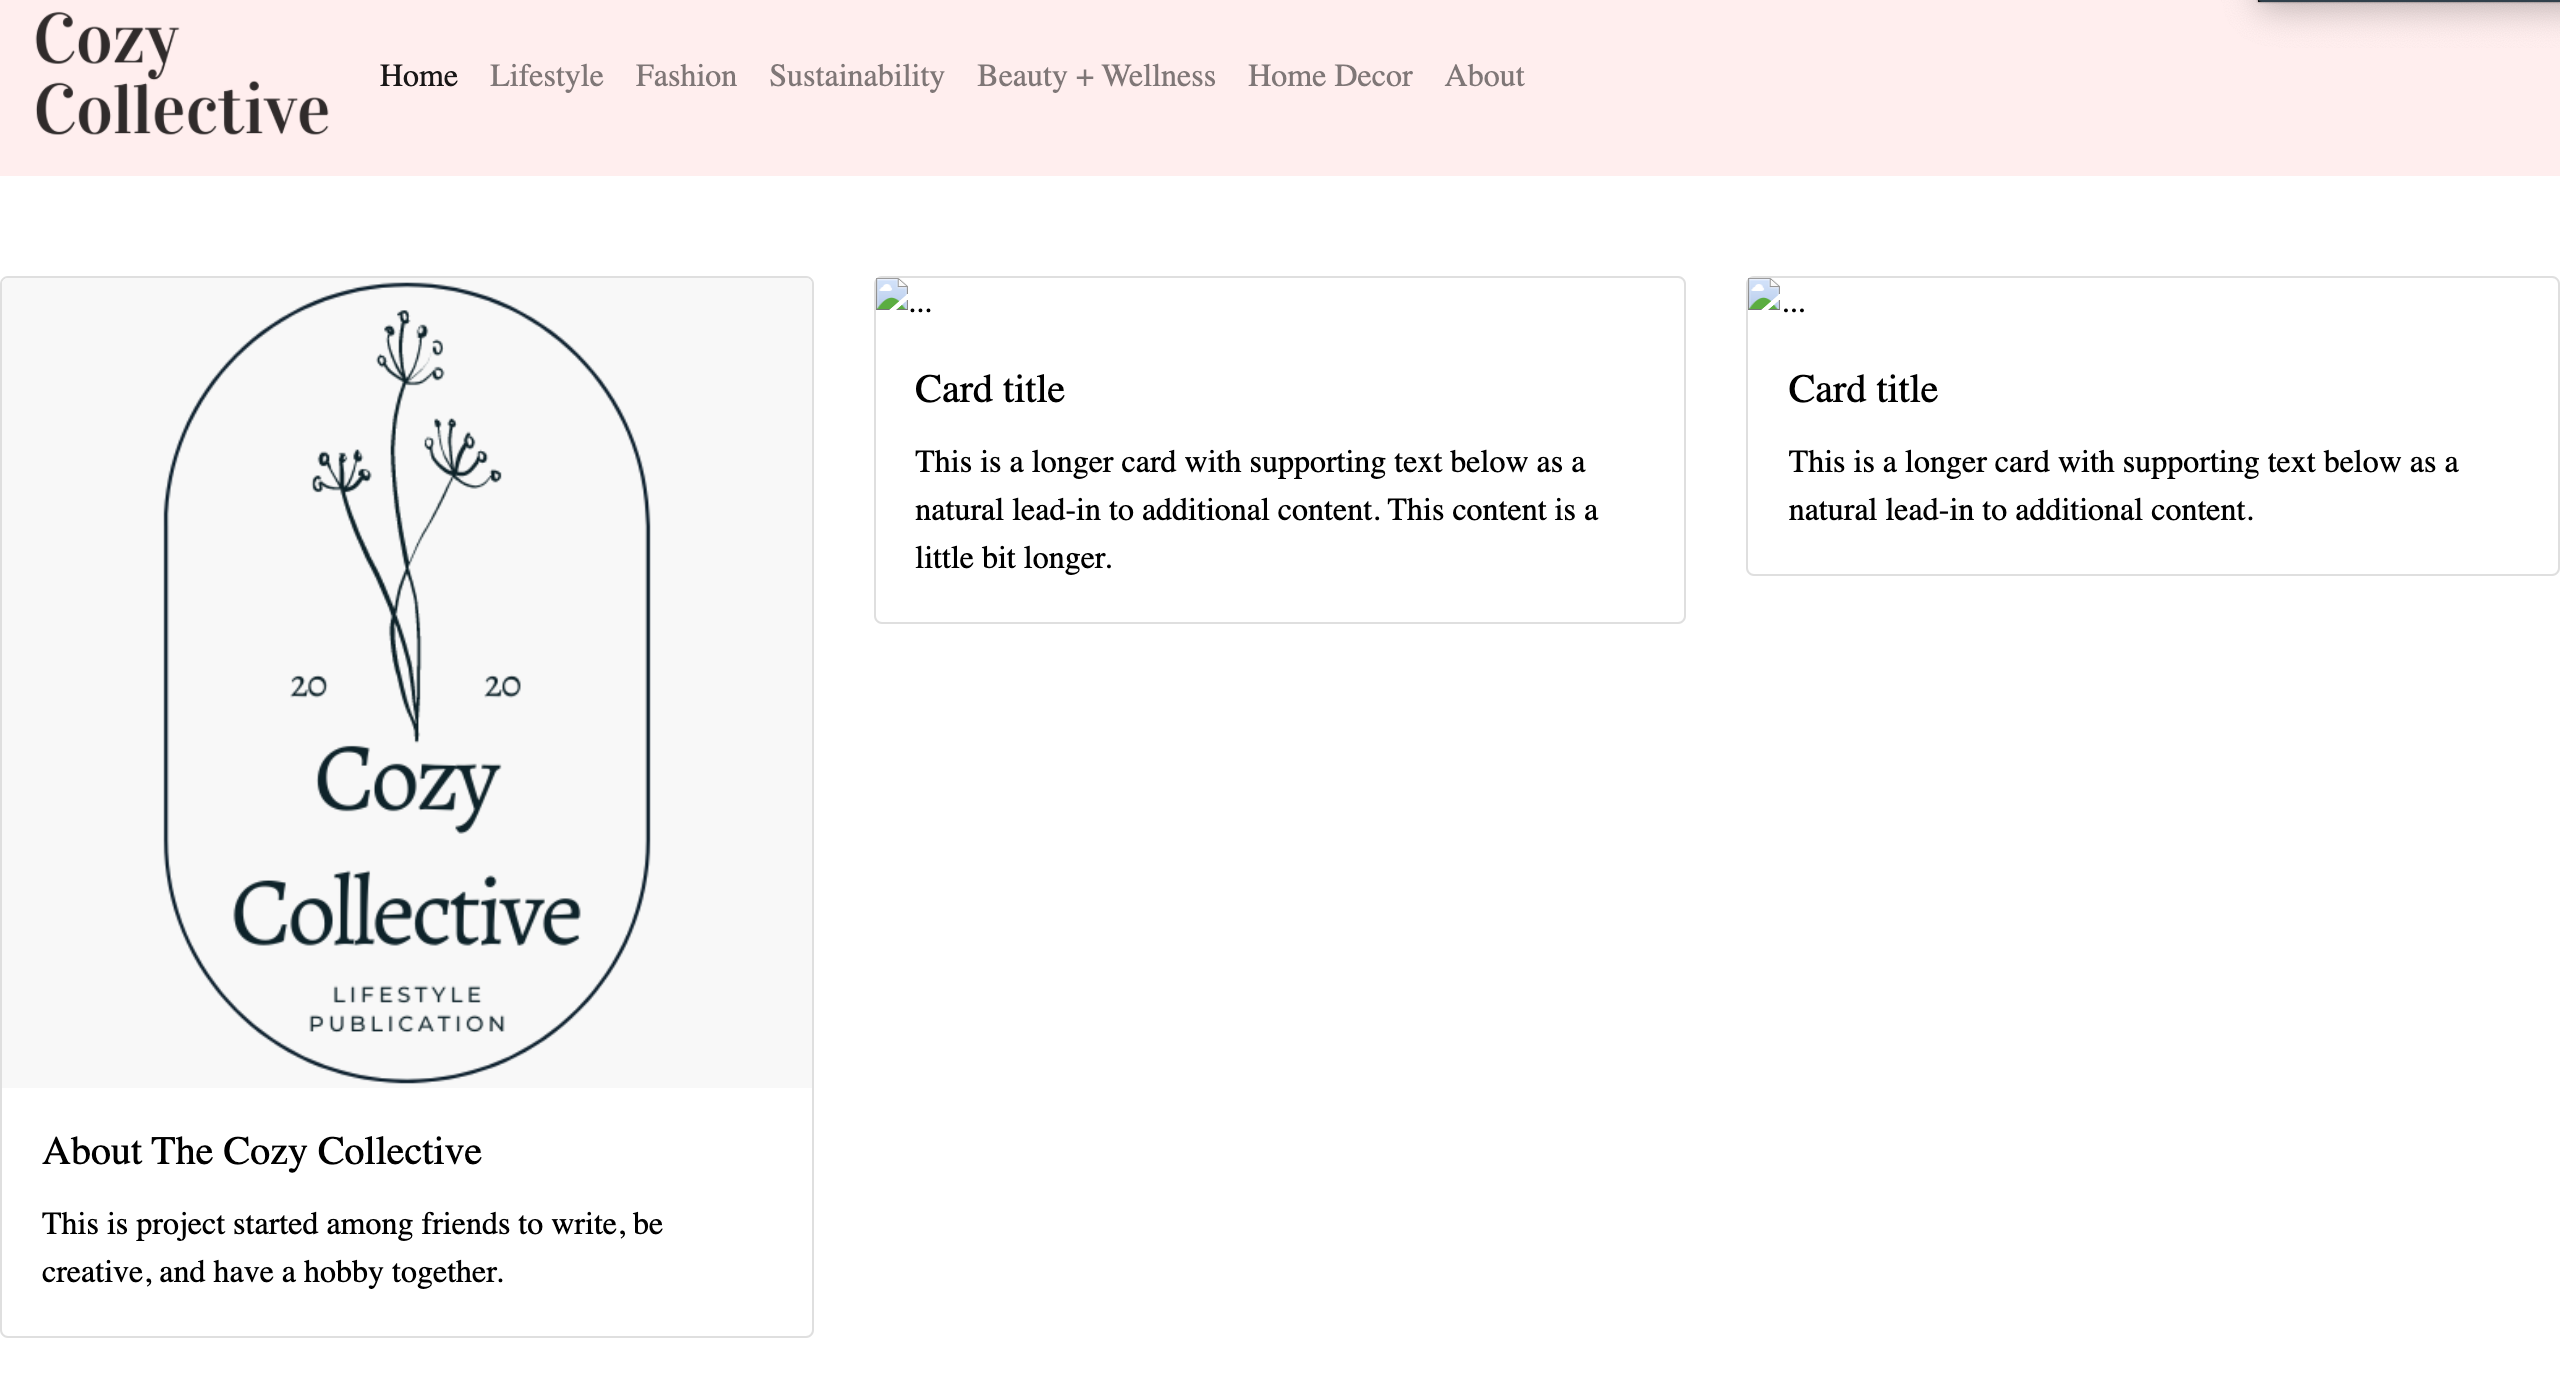 Cozy
Collective
Home Lifestyle Fashion Sustainability Beauty + Wellness Home Decor About
20 20
Cozy
Collective
LIFESTYLE
PUBLICATION
About The Cozy Collective
This is project started among friends to write, be
creative, and have a hobby together.
...
Card title
This is a longer card with supporting text below as a
natural lead-in to additional content. This content is a
little bit longer.
...
Card title
This is a longer card with supporting text below as a
natural lead-in to additional content.